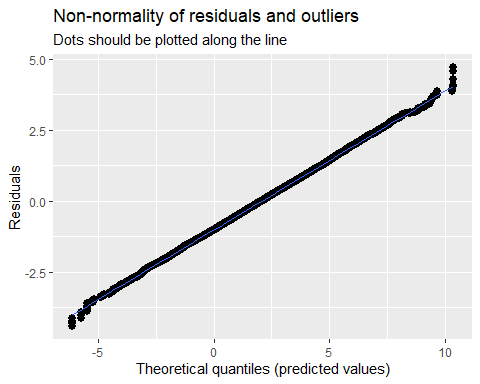 Non-normality of residuals and outliers
Dots should be plotted along the line
5.0
2.5
0.0
-2.5
Residuals
-5
0
5
10
Theoretical quantiles (predicted values)